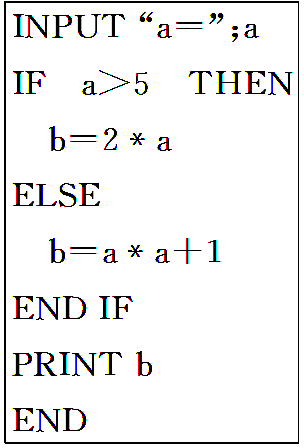 INPUT “a=”;a
IF a>5 THEN
b=2*a
ELSE
b=a*a+1
END IF
PRINT b
END